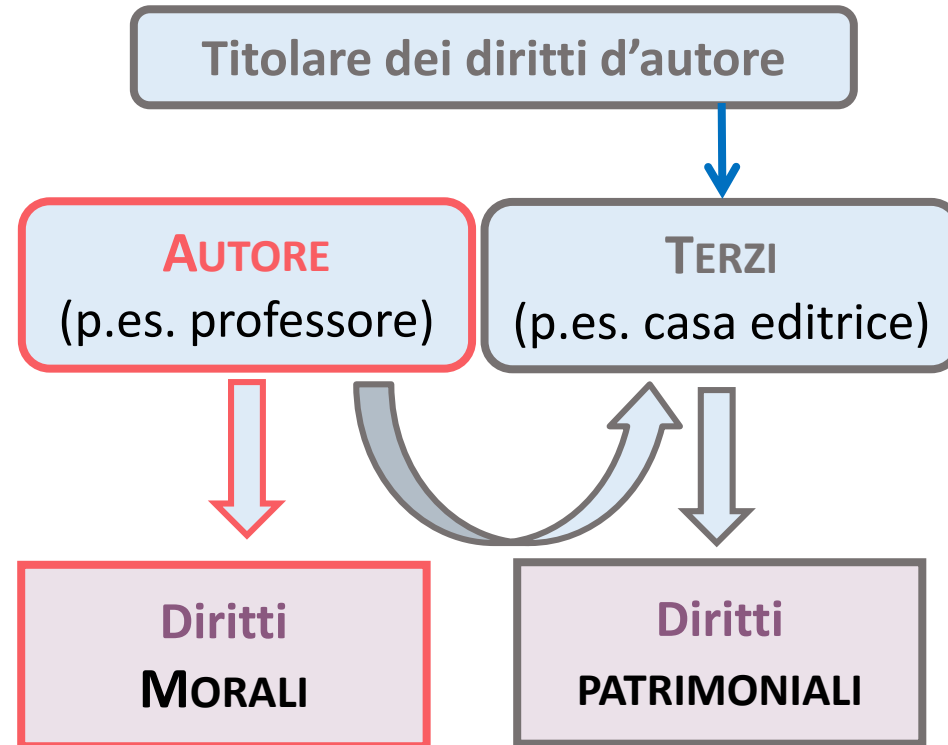 Titolare dei diritti d’autore
AUTORE
(p.es. professore)
TERZI
(p.es. casa editrice)
Diritti
MORALI
Diritti
PATRIMONIALI